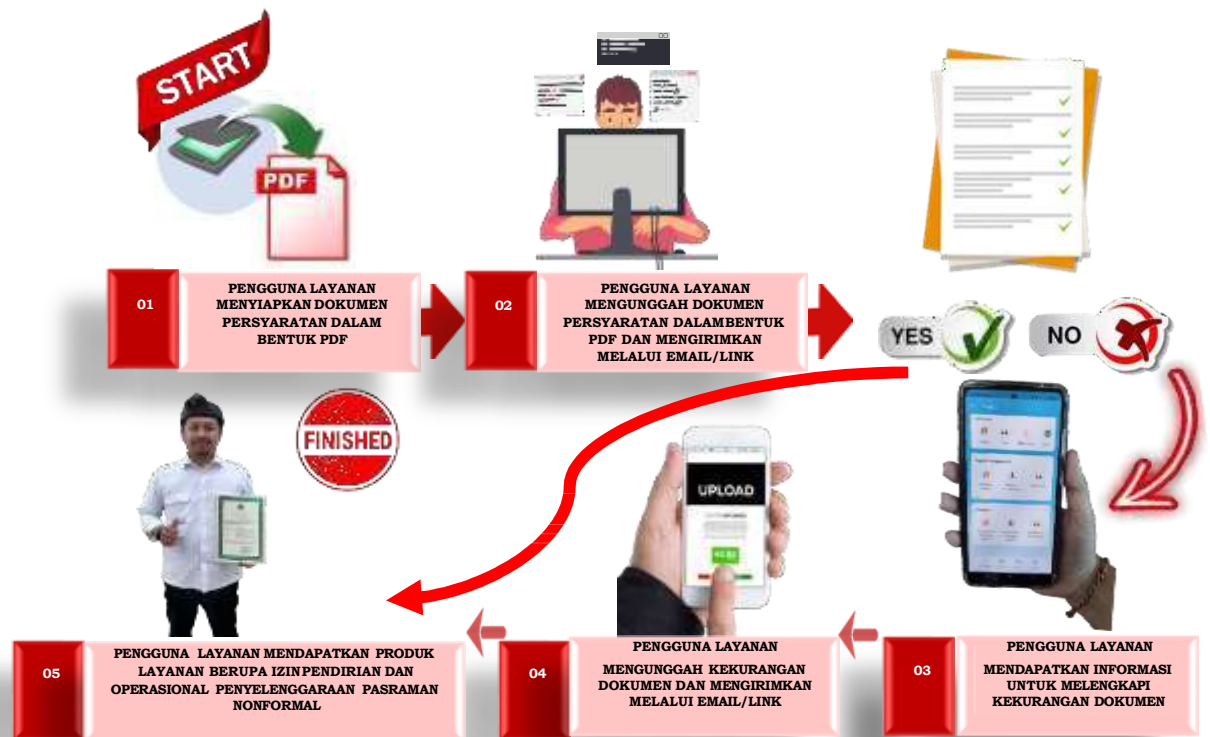 START
PDF
01
PENGGUNA LAYANAN
MENYIAPKAN DOKUMEN
PERSYARATAN DALAM
BENTUK PDF
02
PENGGUNA LAYANAN
MENGUNGGAH DOKUMEN
PERSYARATAN DALAMBENTUK
PDF DAN MENGIRIMKAN
MELALUI EMAIL/LINK
YES
NO
FINISHED
UPLOAD
05
PENGGUNA LAYANAN MENDAPATKAN PRODUK
LAYANAN BERUPA IZINPENDIRIAN DAN
OPERASIONAL PENYELENGGARAAN PASRAMAN
NONFORMAL
04
PENGGUNA LAYANAN
MENGUNGGAH KEKURANGAN
DOKUMEN DAN MENGIRIMKAN
MELALUI EMAIL/LINK
03
PENGGUNA LAYANAN
MENDAPATKAN INFORMASI
UNTUK MELENGKAPI
KEKURANGAN DOKUMEN